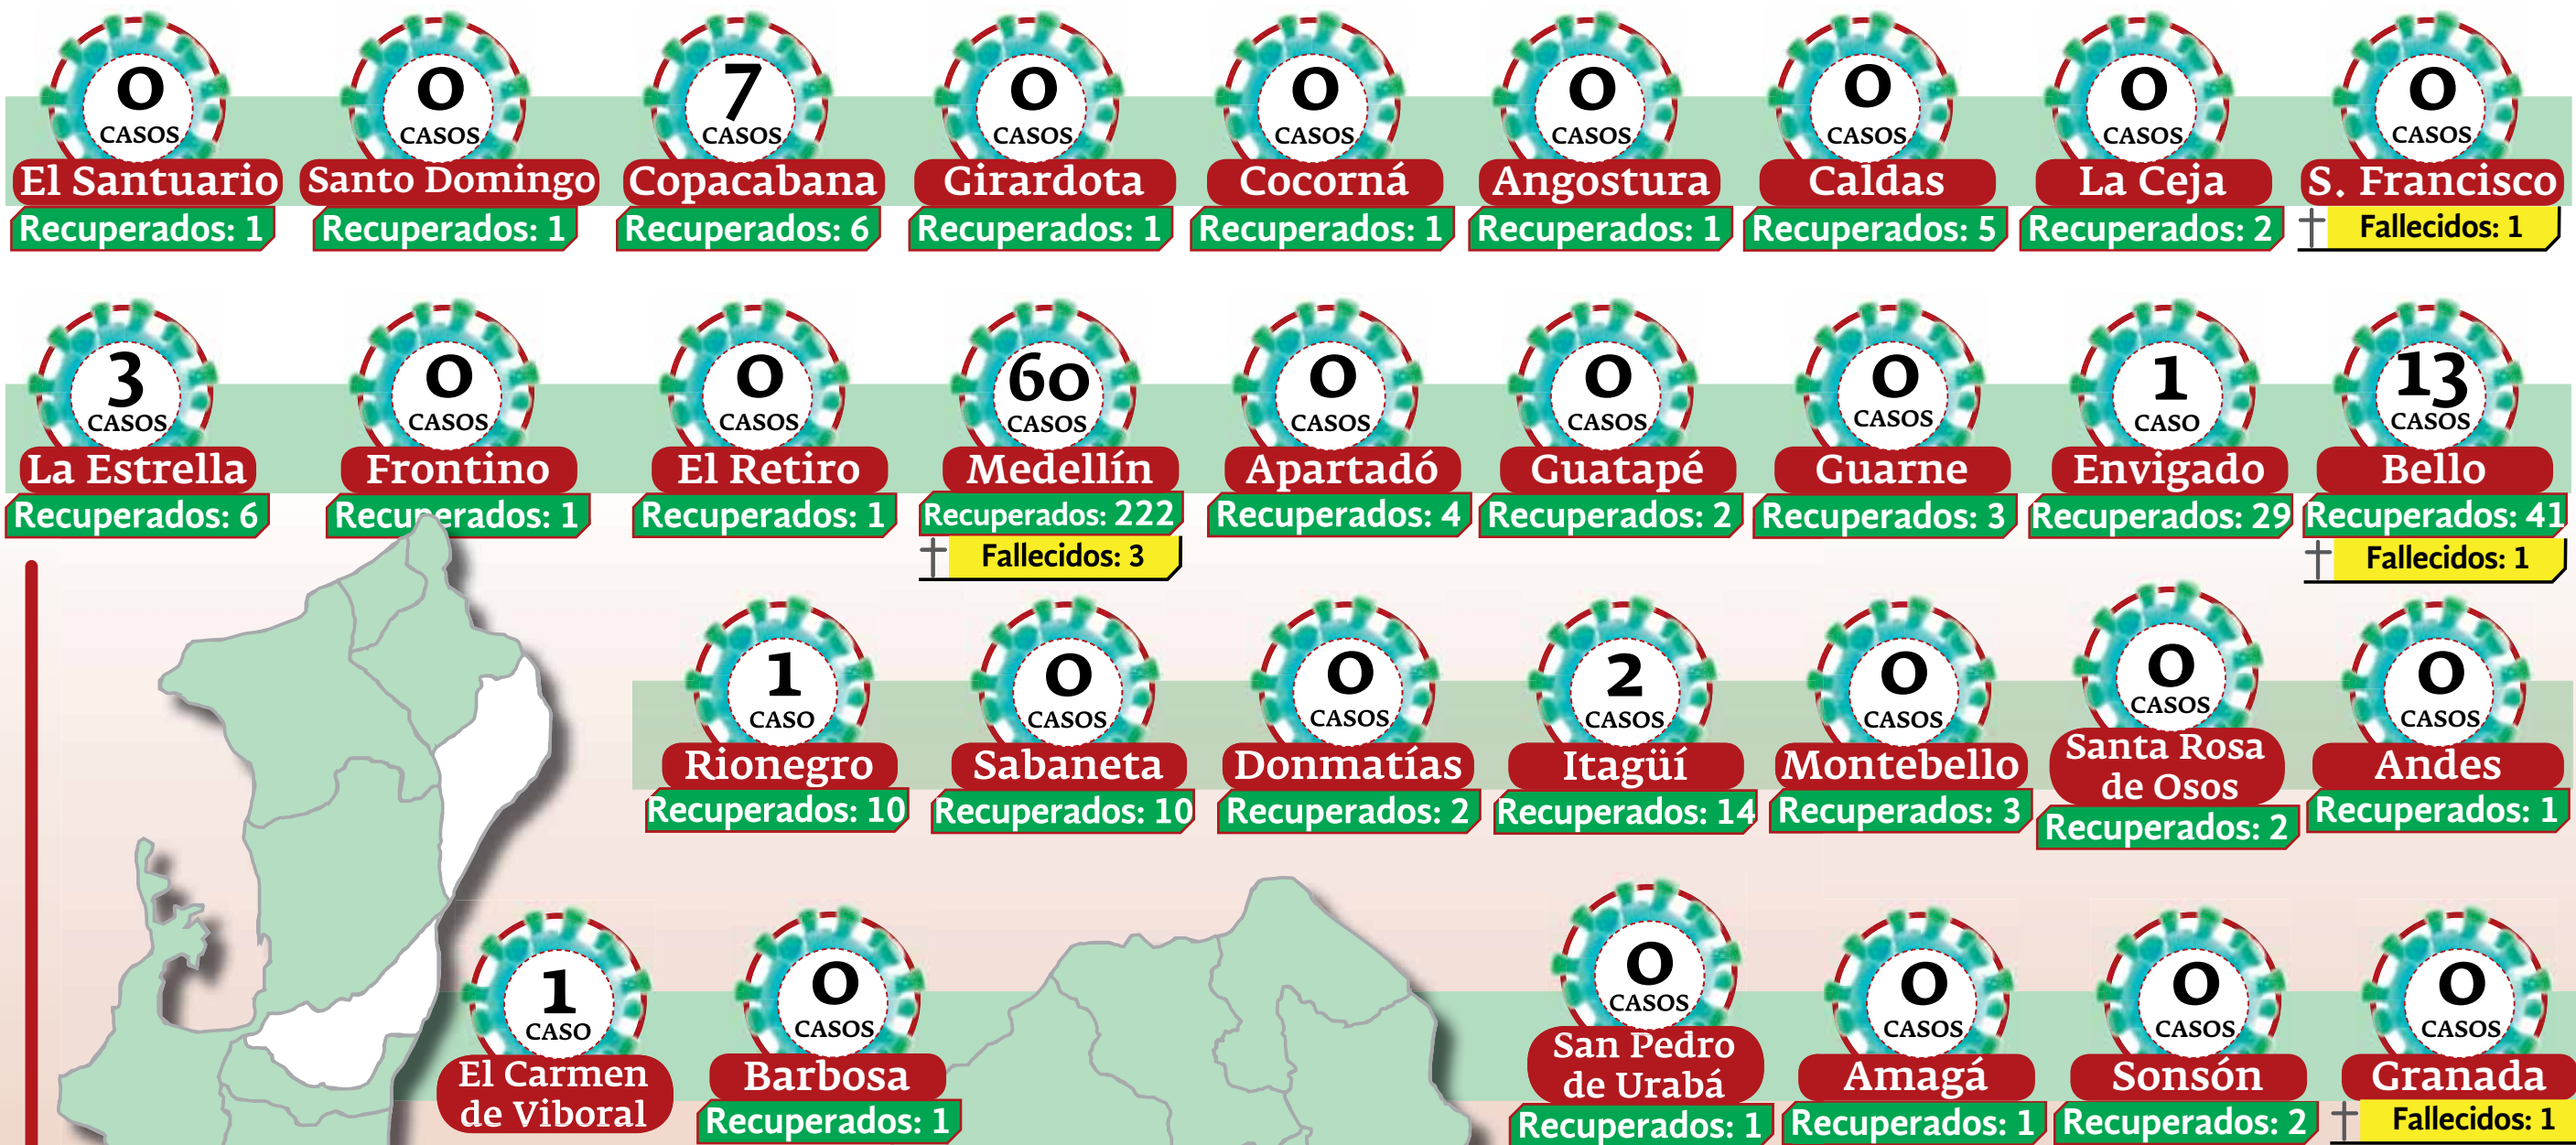 0
CASOS
El Santuario
Recuperados: 1
0
CASOS
Santo Domingo
Recuperados: 1
7
CASOS
Copacabana
Recuperados: 6
0
CASOS
Girardota
Recuperados: 1
0
CASOS
Cocorná
Recuperados: 1
0
CASOS
Angostura
Recuperados: 1
0
CASOS
Caldas
Recuperados: 5
0
CASOS
La Ceja
Recuperados: 2
0
CASOS
S. Francisco
Fallecidos: 1
3
CASOS
La Estrella
Recuperados: 6
0
CASOS
Frontino
Recuperados: 1
0
CASOS
El Retiro
Recuperados: 1
60
CASOS
Medellín
Recuperados: 222
Fallecidos: 3
0
CASOS
Apartadó
Recuperados: 4
0
CASOS
Guatapé
Recuperados: 2
0
CASOS
Guarne
Recuperados: 3
1
CASO
Envigado
Recuperados: 29
13
CASOS
Bello
Recuperados: 41
Fallecidos: 1
1
CASO
Rionegro
Recuperados: 10
0
CASOS
Sabaneta
Recuperados: 10
0
CASOS
Donmatías
Recuperados: 2
2
CASOS
Itagüí
Recuperados: 14
0
CASOS
Montebello
Recuperados: 3
0
CASOS
Santa Rosa
de Osos
Recuperados: 2
0
CASOS
Andes
Recuperados: 1
1
CASO
El Carmen
de Viboral
0
CASOS
Barbosa
Recuperados: 1
0
CASOS
San Pedro
de Urabá
Recuperados: 1
0
CASOS
Amagá
Recuperados: 1
0
CASOS
Sonsón
Recuperados: 2
0
CASOS
Granada
Fallecidos: 1